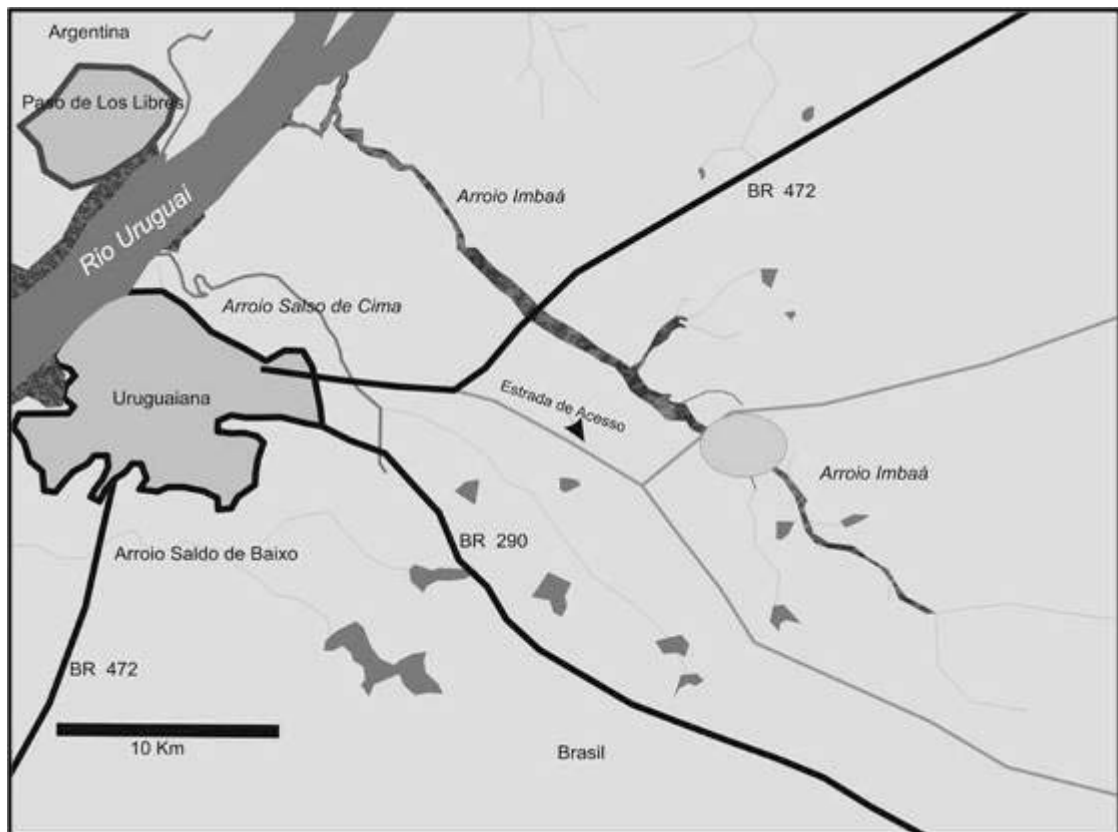 Argentina
Paso de Los Libres
Arroio Imbaá
BR 472
Rio Uruguai
Arroio Salso de Cima
Uruguaiana
Estrada de Acesso
Arroio Imbaá
BR 290
Arroio Saldo de Baixo
BR 472
10 Km
Brasil